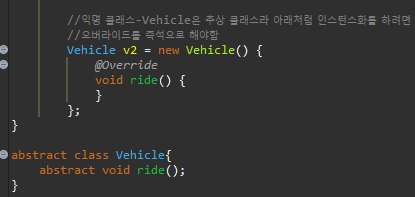 //익명 클래스-Vehicle은 추상 클래스라 아래처럼 인스턴스화를 하려면
//오버라이드를 즉석으로 해야함
Vehicle v2 = new Vehicle() {
@Override
void ride() {
}
};
}
abstract class Vehicle{
abstract void ride();
}